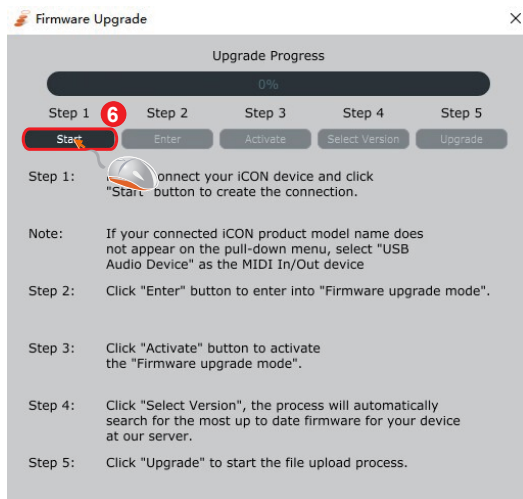 Firmware Upgrade
Upgrade Progress
0%
Step 1 6 Step 2 Step 3 Step 4 Step 5
Start Enter Activate Select Version Upgrade
Step 1: connect your iCON device and click
"Start" button to create the connection.
Note: If your connected iCON product model name does
not appear on the pull-down menu, select "USB
Audio Device" as the MIDI In/Out device
Step 2: Click "Enter" button to enter into "Firmware upgrade mode".
Step 3: Click "Activate" button to activate
the "Firmware upgrade mode".
Step 4: Click "Select Version", the process will automatically
search for the most up to date firmware for your device
at our server.
Step 5: Click "Upgrade" to start the file upload process.